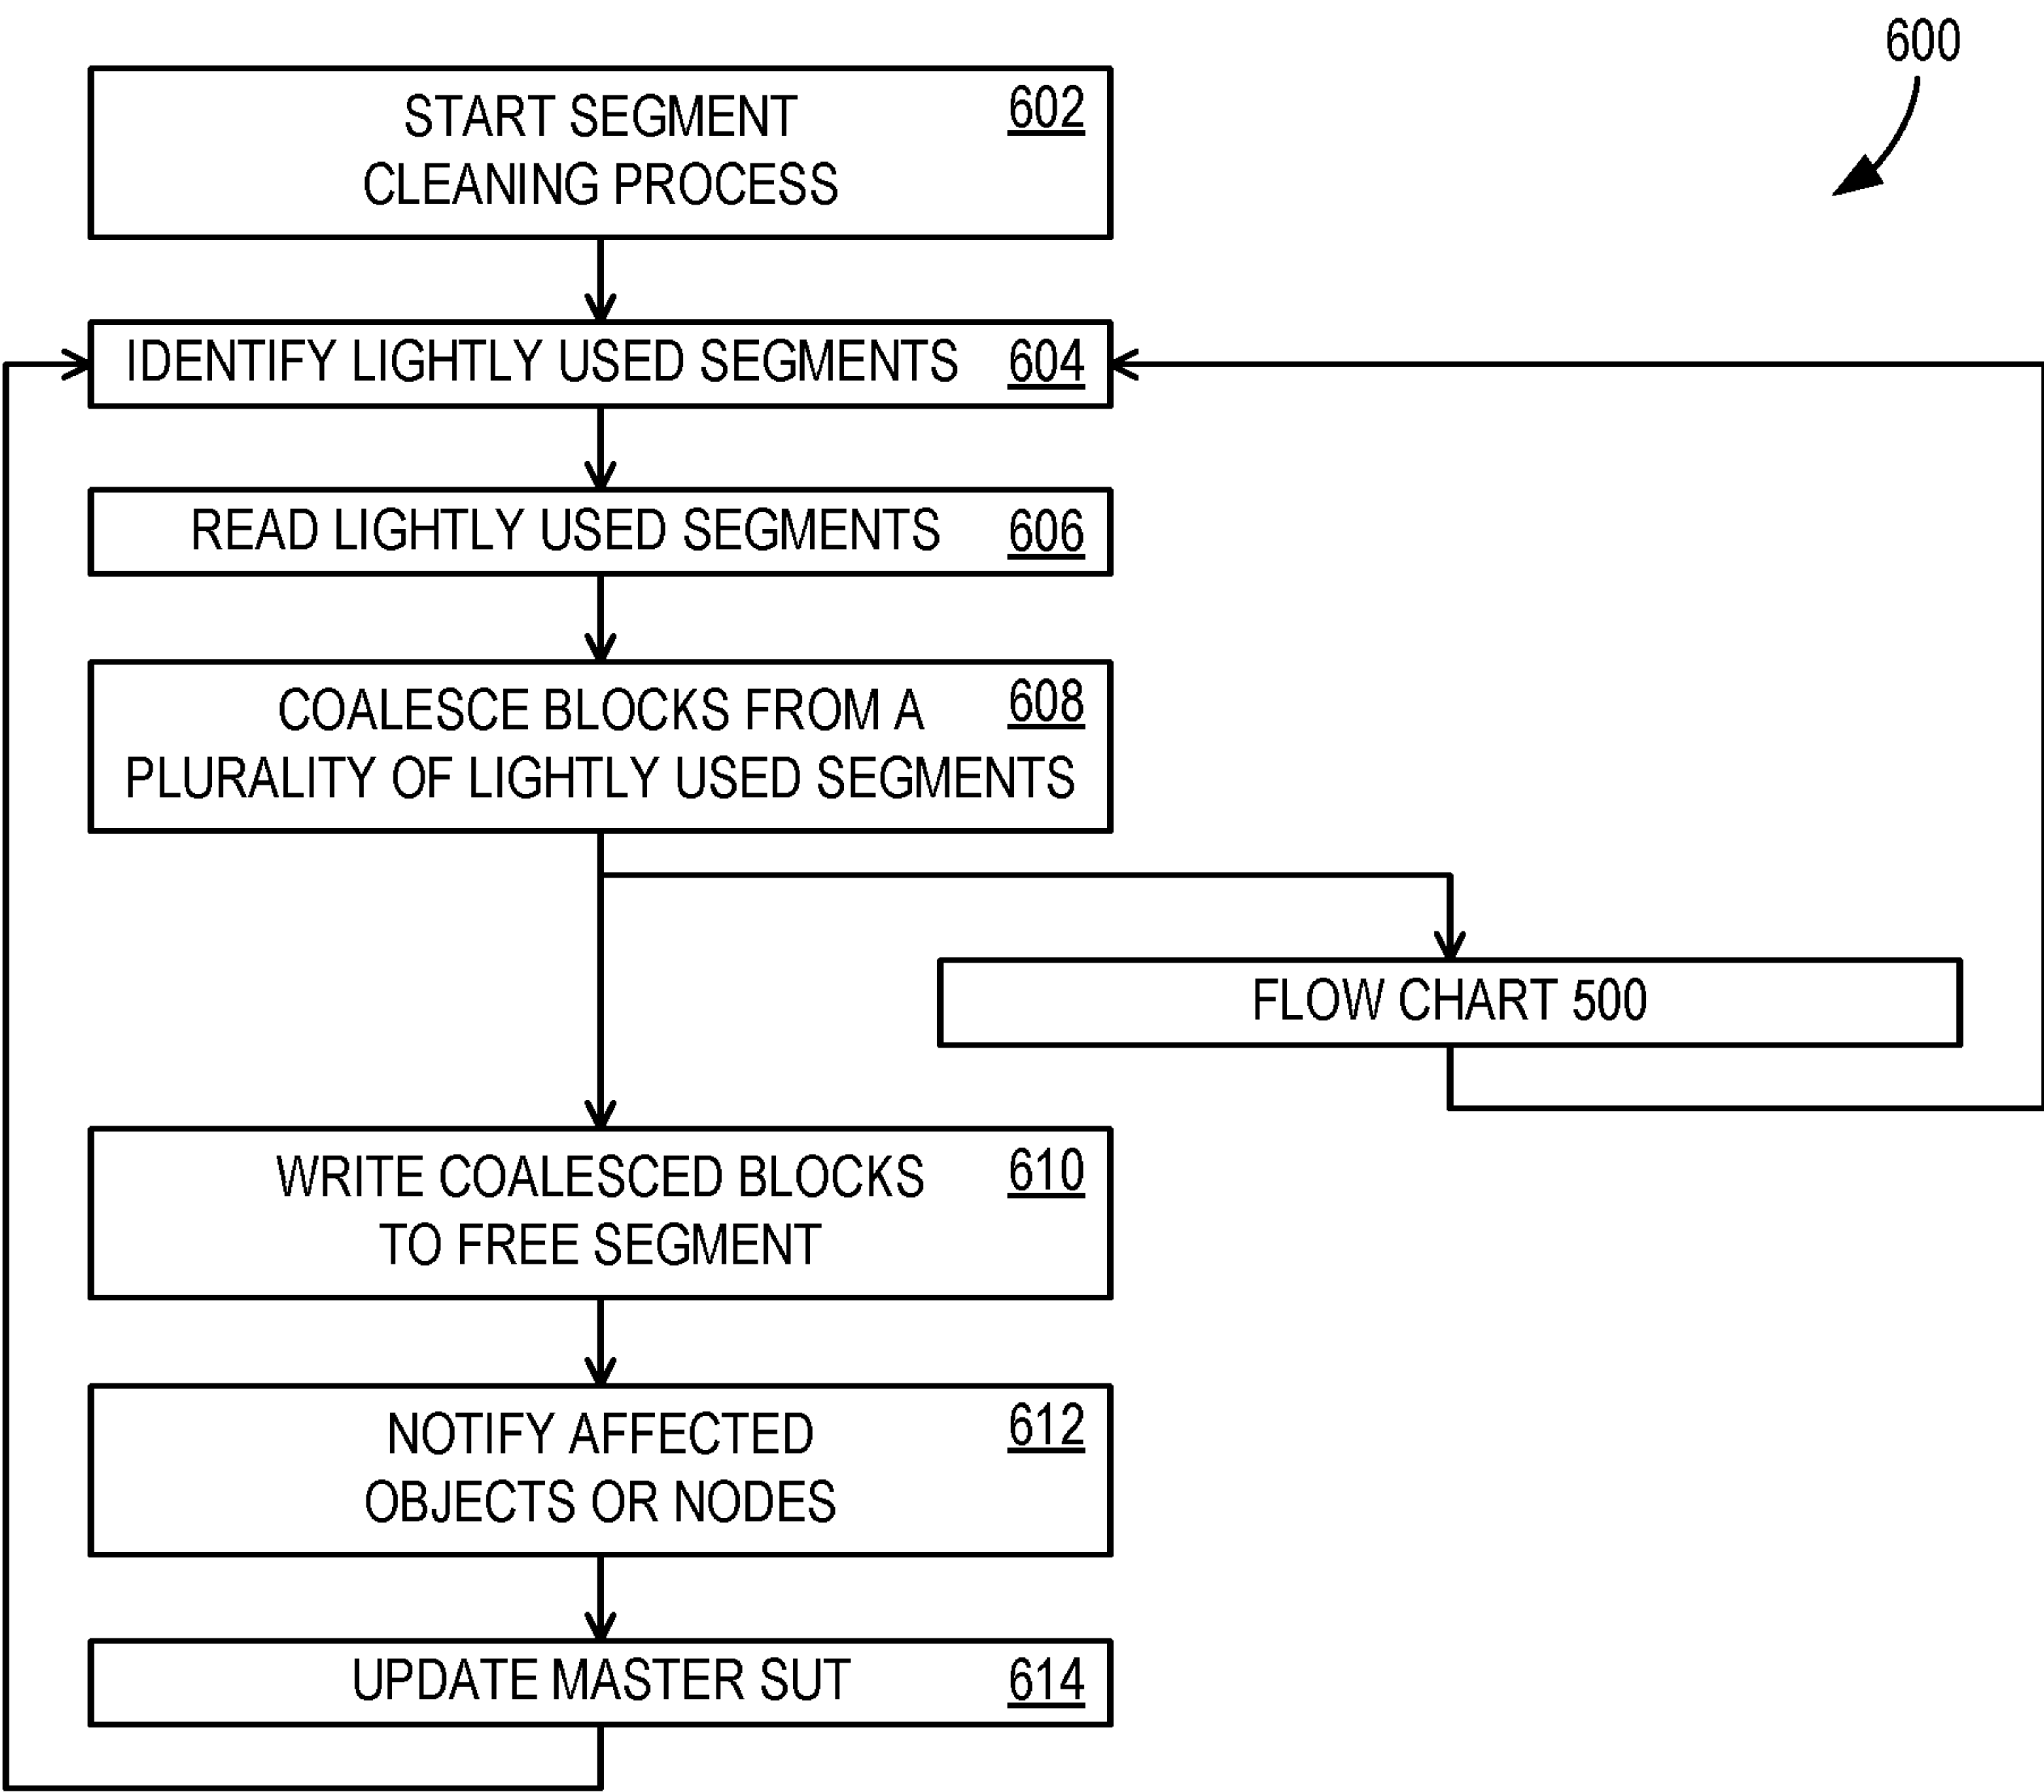 600
START SEGMENT 602
CLEANING PROCESS
IDENTIFY LIGHTLY USED SEGMENTS 604
READ LIGHTLY USED SEGMENTS 606
COALESCE BLOCKS FROM A 608
PLURALITY OF LIGHTLY USED SEGMENTS
FLOW CHART 500
WRITE COALESCED BLOCKS 610
TO FREE SEGMENT
NOTIFY AFFECTED 612
OBJECTS OR NODES
UPDATE MASTER SUT 614